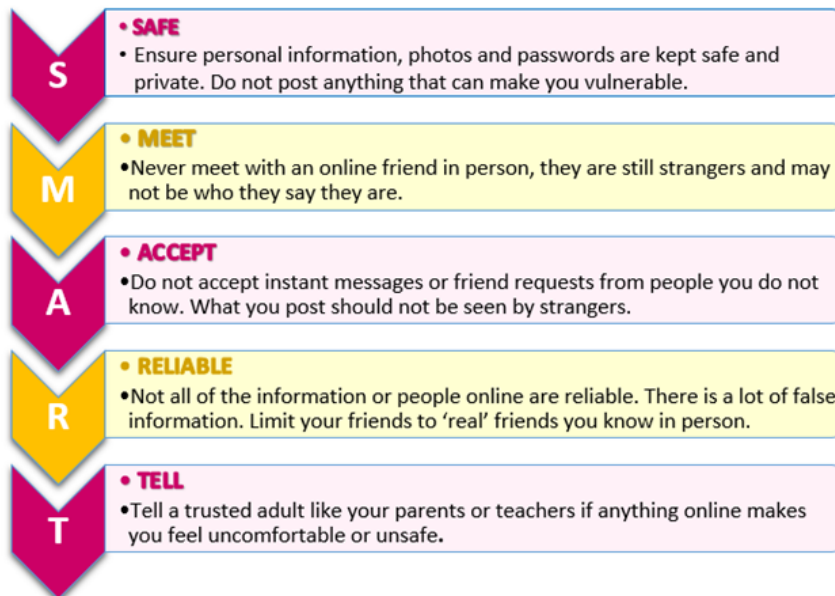 S
• SAFE
• Ensure personal information, photos and passwords are kept safe and
private. Do not post anything that can make you vulnerable.
M
• MEET
•Never meet with an online friend in person, they are still strangers and may
not be who they say they are.
A
• ACCEPT
•Do not accept instant messages or friend requests from people you do not
know. What you post should not be seen by strangers.
R
• RELIABLE
•Not all of the information or people online are reliable. There is a lot of false
information. Limit your friends to ‘real’ friends you know in person.
T
• TELL
•Tell a trusted adult like your parents or teachers if anything online makes
you feel uncomfortable or unsafe.